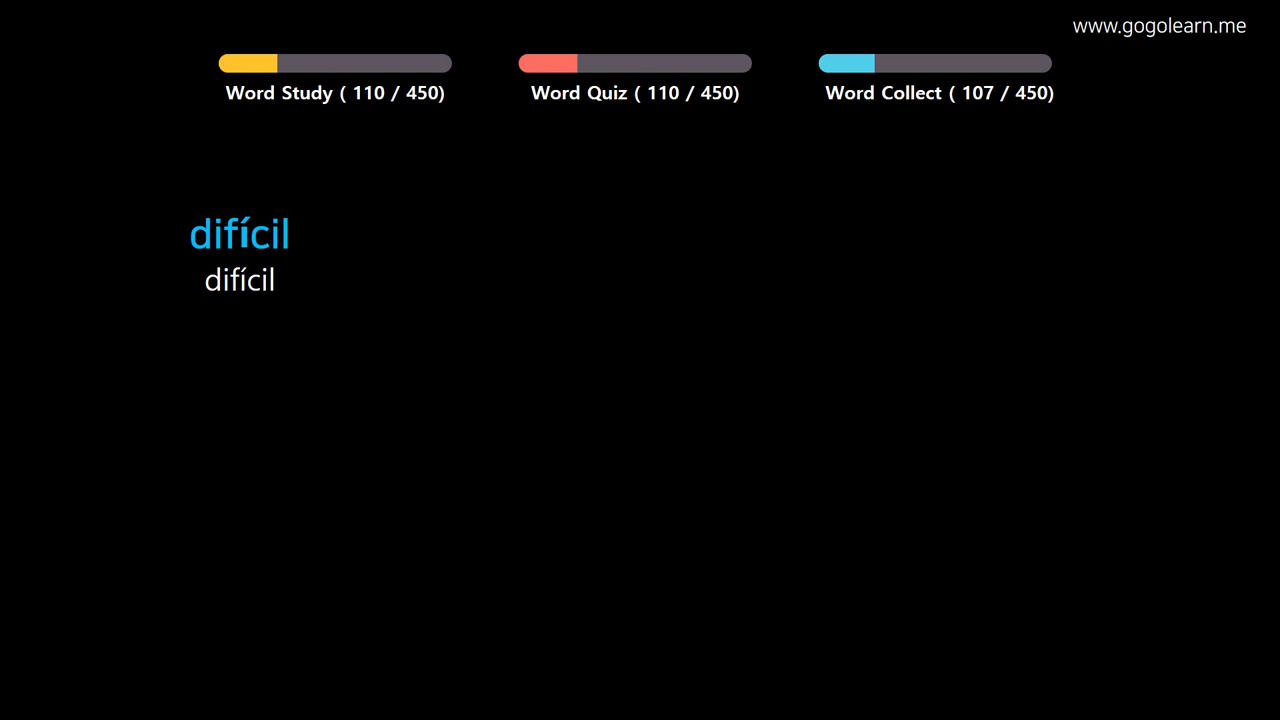 www.gogolearn.me
Word Study ( 110 / 450)
Word Quiz ( 110 / 450)
Word Collect ( 107 / 450)
difícil
difícil